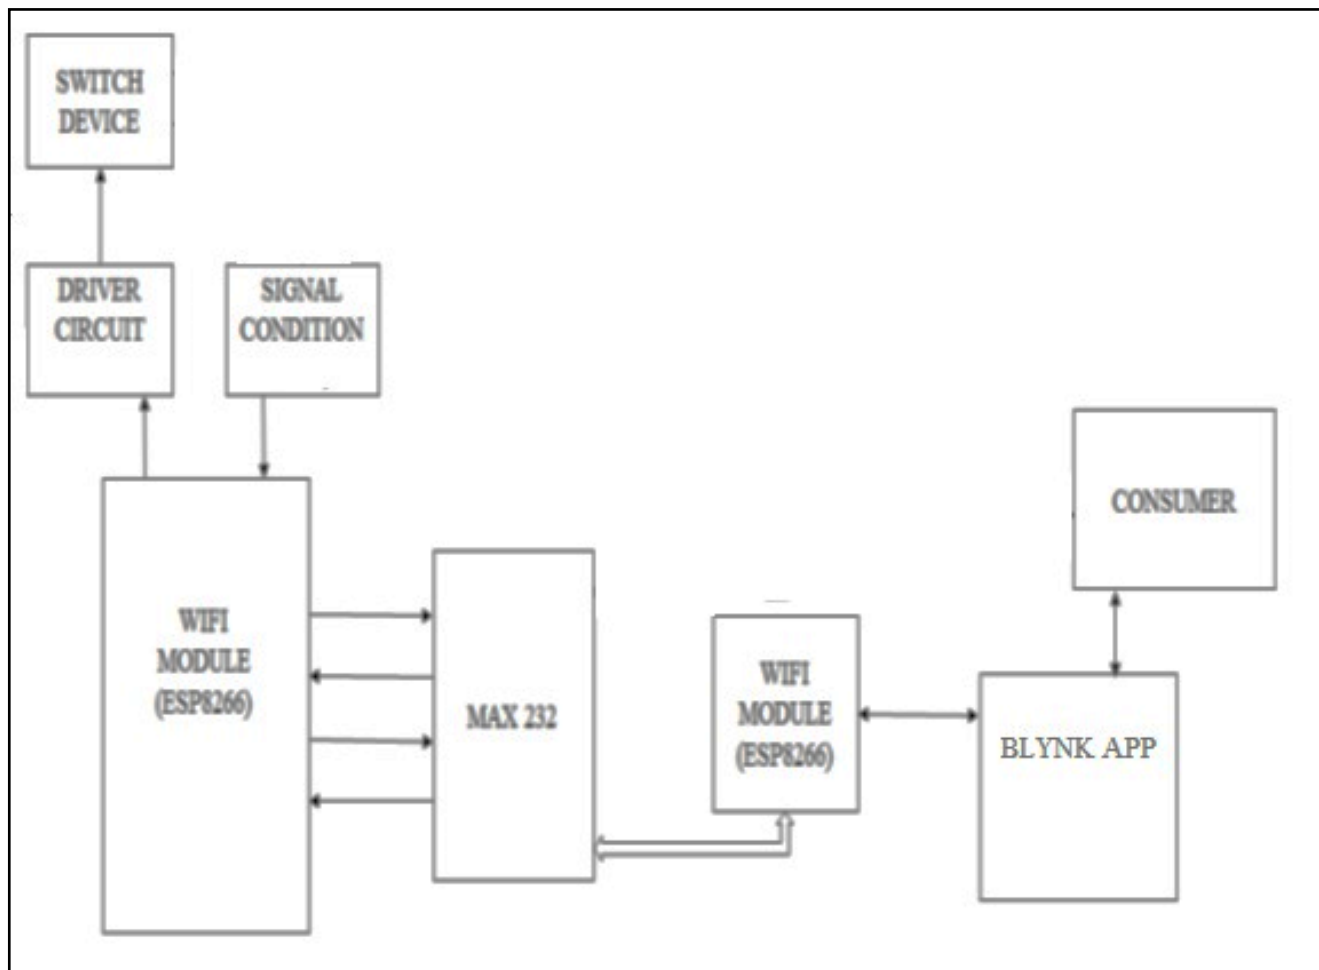 SWITCH
DEVICE
DRIVER
CIRCUIT
SIGNAL
CONDITION
WIFI
MODULE
(ESP8266)
MAX 232
WIFI
MODULE
(ESP8266)
BLYNK APP
CONSUMER